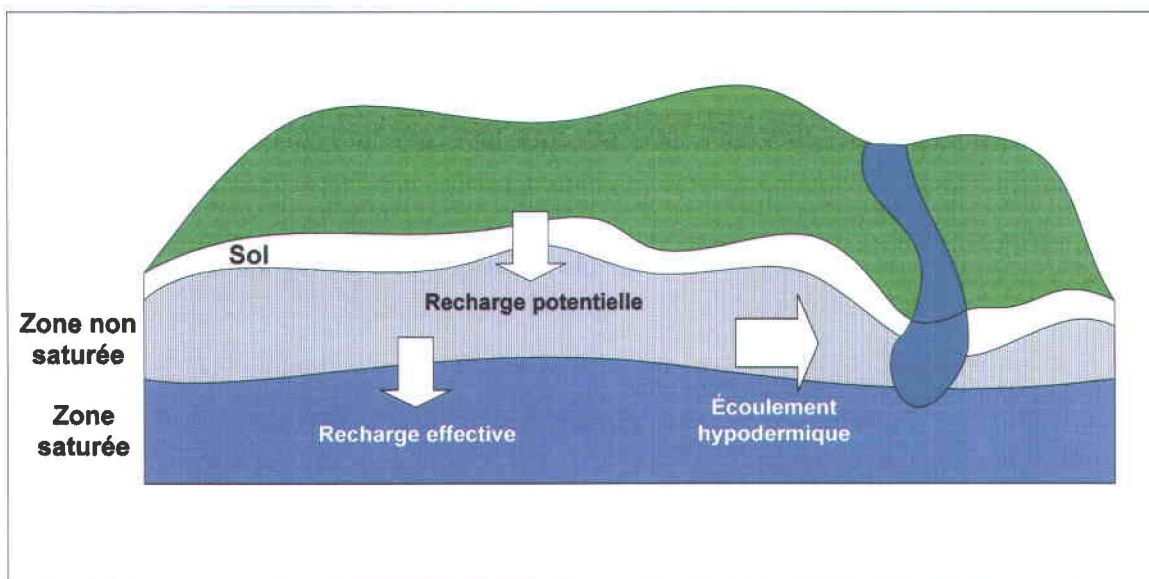 Sol
Recharge potentielle
Zone non
saturée
Zone
saturée
Recharge effective
Écoulement
hypodermique